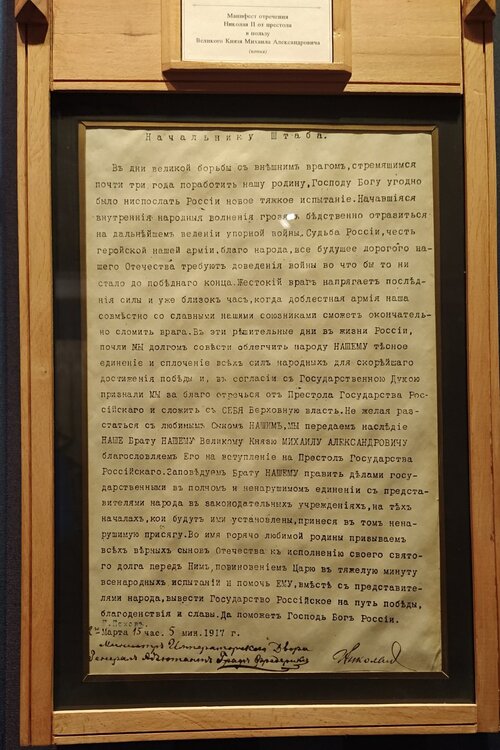 Манифест отречения
Николая II от престола
в пользу
Великого Князя Михаила Александровича
(копия)
Начальнику Штаба.
Въ дни великой борьбы съ внѣшнимъ врагомъ,стремящимся
почти три года поработить нашу родину,Господу Богу угодно
было ниспослать Россіи новое тяжкое испытаніе.Начавшіяся
внутреннія народныя волненія грозятъ бѣдственно отразиться
на дальнѣйшемъ веденіи упорной войны.Судьба Россіи,честь
геройской нашей арміи,благо народа,все будущее дорогого на-
шего Отечества требуютъ доведенія войны во что бы то ни
стало до побѣднаго конца.Жестокій врагъ напрягаетъ послѣд-
нія силы и уже близокъ часъ,когда доблестная армія наша
совмѣстно со славными нашими союзниками сможетъ окончатель-
но сломить врага.Въ эти рѣшительные дни въ жизни Россіи,
почли МЫ долгомъ совѣсти облегчить народу НАШЕМУ тѣсное
единеніе и сплоченіе всѣхъ силъ народныхъ для скорѣйшаго
достиженія побѣды и, въ согласіи съ Государственною Думою
признали МЫ за благо отречься отъ Престола Государства Рос-
сійскаго и сложить съ СЕБЯ Верховную власть.Не желая раз-
статься съ любимымъ Сыномъ НАШИМЪ,МЫ передаемъ наслѣдіе
НАШЕ Брату НАШЕМУ Великому Князю МИХАИЛУ АЛЕКСАНДРОВИЧУ
благословляемъ Его на вступленіе на Престолъ Государства
Россійскаго.Заповѣдуемъ Брату НАШЕМУ править дѣлами госу-
дарственными въ полномъ и ненарушимомъ единеніи съ предста-
вителями народа въ законодательныхъ учрежденіяхъ,на тѣхъ
началахъ,кои будутъ ими установлены,принеся въ томъ нена-
рушимую присягу.Во имя горячо любимой родины призываемъ
всѣхъ вѣрныхъ сыновъ Отечества къ исполненію своего свято-
го долга передъ Нимъ,повиновеніемъ Царю въ тяжелую минуту
всенародныхъ испытаній и помочь ЕМУ,вмѣстѣ съ представите-
лями народа,вывести Государство Россійское на путь побѣды,
благоденствія и славы.Да поможетъ Господь Богъ Россіи.
Г.Псковъ.
2го Марта 15 час. 5 мин.1917 г.
Министръ Императорскаго Двора
Генералъ Адъютантъ Графъ Фредериксъ
Николай